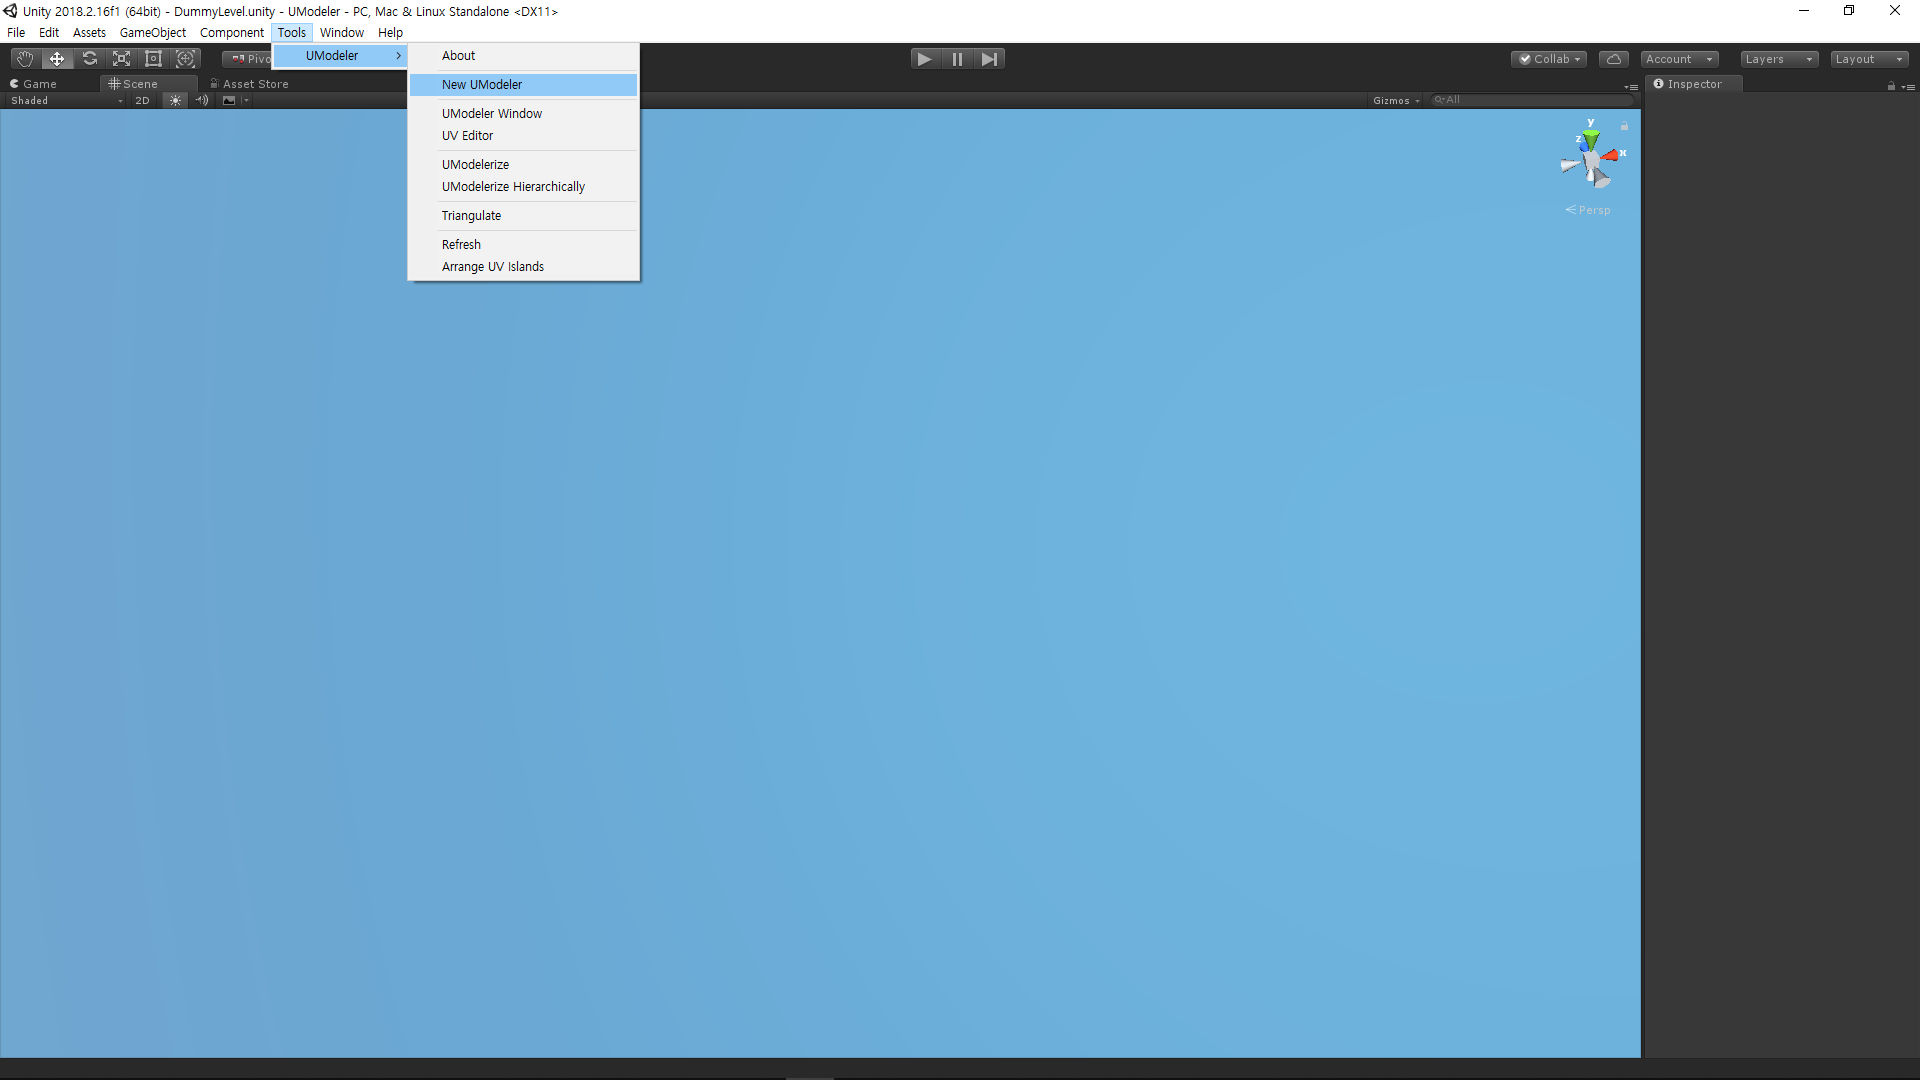 Unity 2018.2.16f1 (64bit) - DummyLevel.unity - UModeler - PC, Mac & Linux Standalone <DX11>
File Edit Assets GameObject Component Tools Window Help
UModeler
About
New UModeler
UModeler Window
UV Editor
UModelerize
UModelerize Hierarchically
Triangulate
Refresh
Arrange UV Islands
Pivo
Collab
Account
Layers
Layout
Game
Scene
Asset Store
Inspector
Shaded
2D
Gizmos
All
y
z
x
Persp